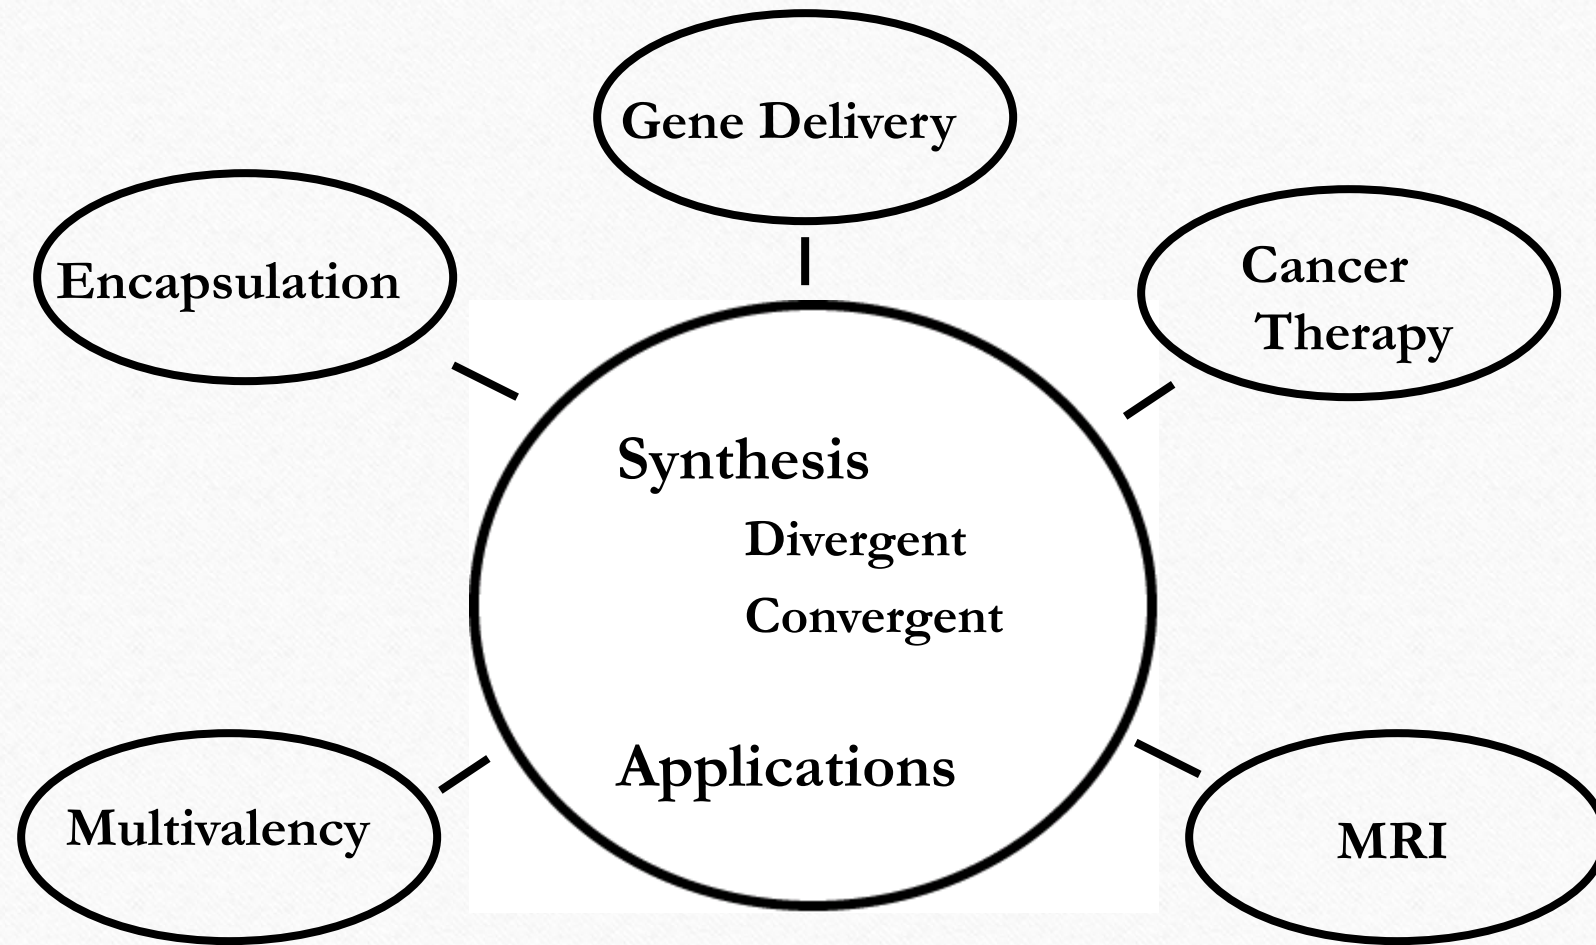 Gene Delivery
Encapsulation
Cancer
Therapy
Synthesis
Divergent
Convergent
Applications
Multivalency
MRI